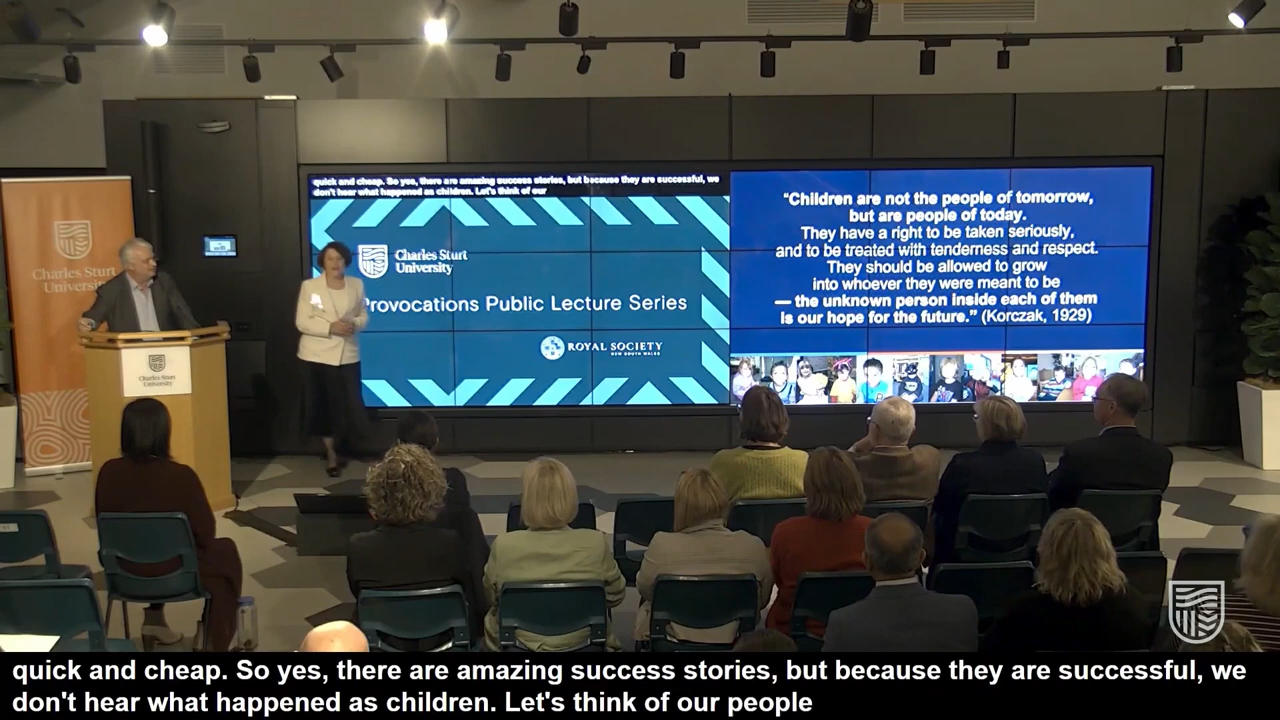 quick and cheap. So yes, there are amazing success stories, but because they are successful, we
don't hear what happened as children. Let's think of our
Charles Sturt
University
Provocations Public Lecture Series
ROYAL SOCIETY
NEW SOUTH WALES
“Children are not the people of tomorrow,
but are people of today.
They have a right to be taken seriously,
and to be treated with tenderness and respect.
They should be allowed to grow
into whoever they were meant to be
— the unknown person inside each of them
is our hope for the future.” (Korczak, 1929)
Charles Sturt
University
Charles Sturt
University
quick and cheap. So yes, there are amazing success stories, but because they are successful, we
don't hear what happened as children. Let's think of our people